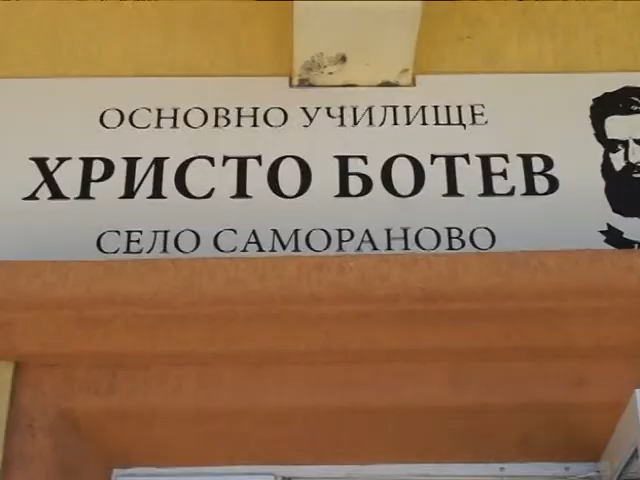 ОСНОВНО УЧИЛИЩЕ
ХРИСТО БОТЕВ
СЕЛО САМОРАНОВО